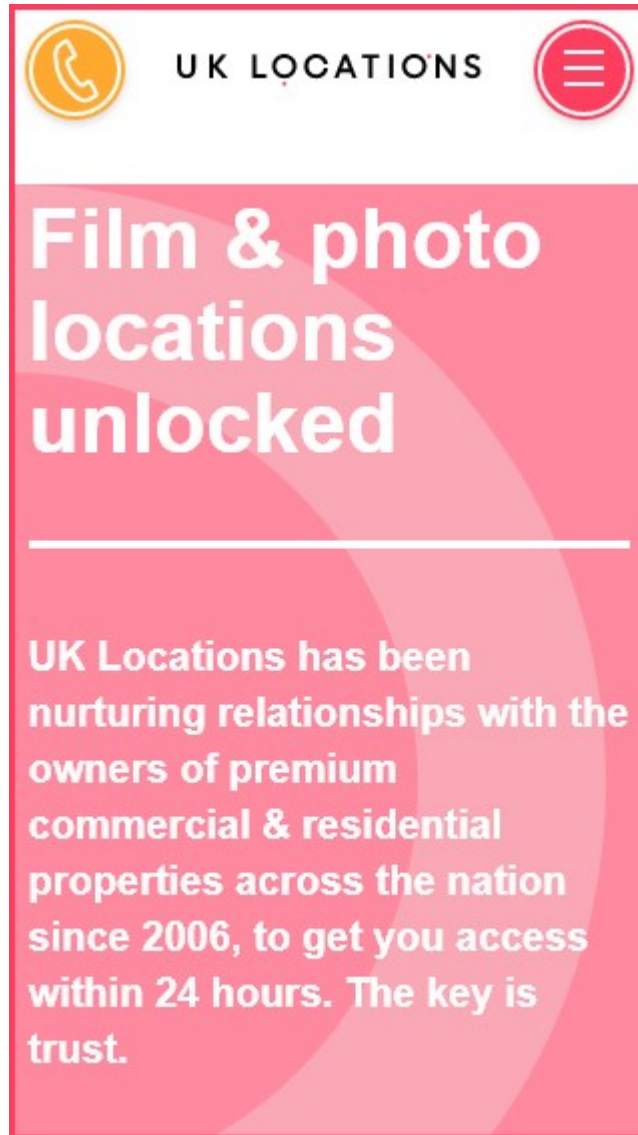 UK LOCATIONS
Film & photo
locations
unlocked
UK Locations has been
nurturing relationships with the
owners of premium
commercial & residential
properties across the nation
since 2006, to get you access
within 24 hours. The key is
trust.